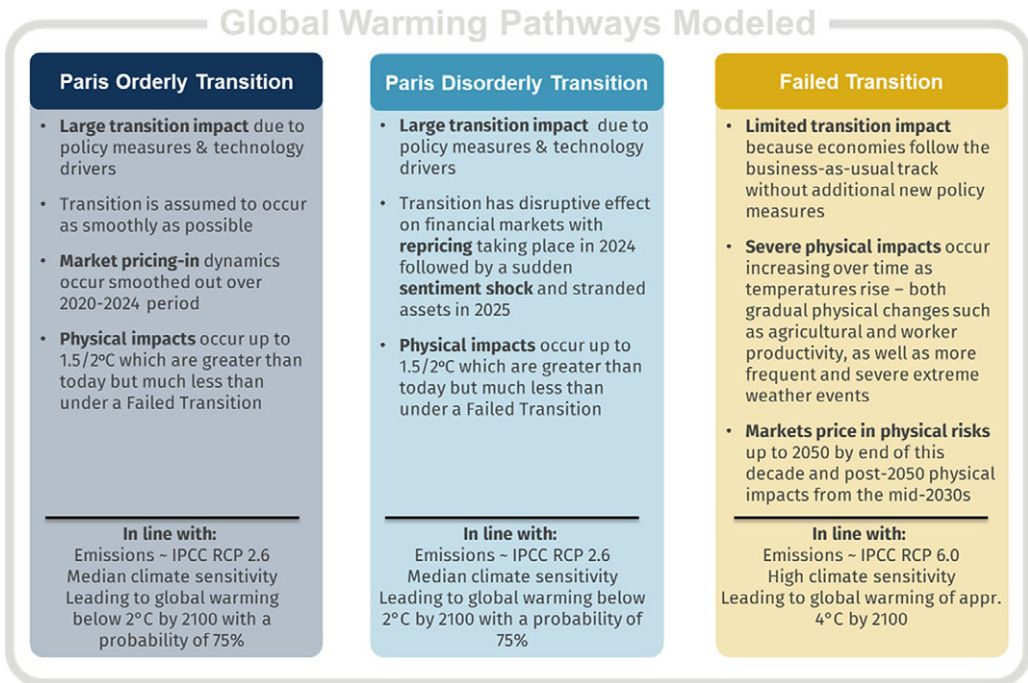 Global Warming Pathways Modeled
Paris Orderly Transition
• Large transition impact due to
policy measures & technology
drivers
• Transition is assumed to occur
as smoothly as possible
• Market pricing-in dynamics
occur smoothed out over
2020-2024 period
• Physical impacts occur up to
1.5/2°C which are greater than
today but much less than
under a Failed Transition
In line with:
Emissions ~ IPCC RCP 2.6
Median climate sensitivity
Leading to global warming
below 2°C by 2100 with a
probability of 75%
Paris Disorderly Transition
• Large transition impact due to
policy measures & technology
drivers
• Transition has disruptive effect
on financial markets with
repricing taking place in 2024
followed by a sudden
sentiment shock and stranded
assets in 2025
• Physical impacts occur up to
1.5/2°C which are greater than
today but much less than
under a Failed Transition
In line with:
Emissions ~ IPCC RCP 2.6
Median climate sensitivity
Leading to global warming below
2°C by 2100 with a probability of
75%
Failed Transition
• Limited transition impact
because economies follow the
business-as-usual track
without additional new policy
measures
• Severe physical impacts occur
increasing over time as
temperatures rise – both
gradual physical changes such
as agricultural and worker
productivity, as well as more
frequent and severe extreme
weather events
• Markets price in physical risks
up to 2050 by end of this
decade and post-2050 physical
impacts from the mid-2030s
In line with:
Emissions ~ IPCC RCP 6.0
High climate sensitivity
Leading to global warming of appr.
4°C by 2100